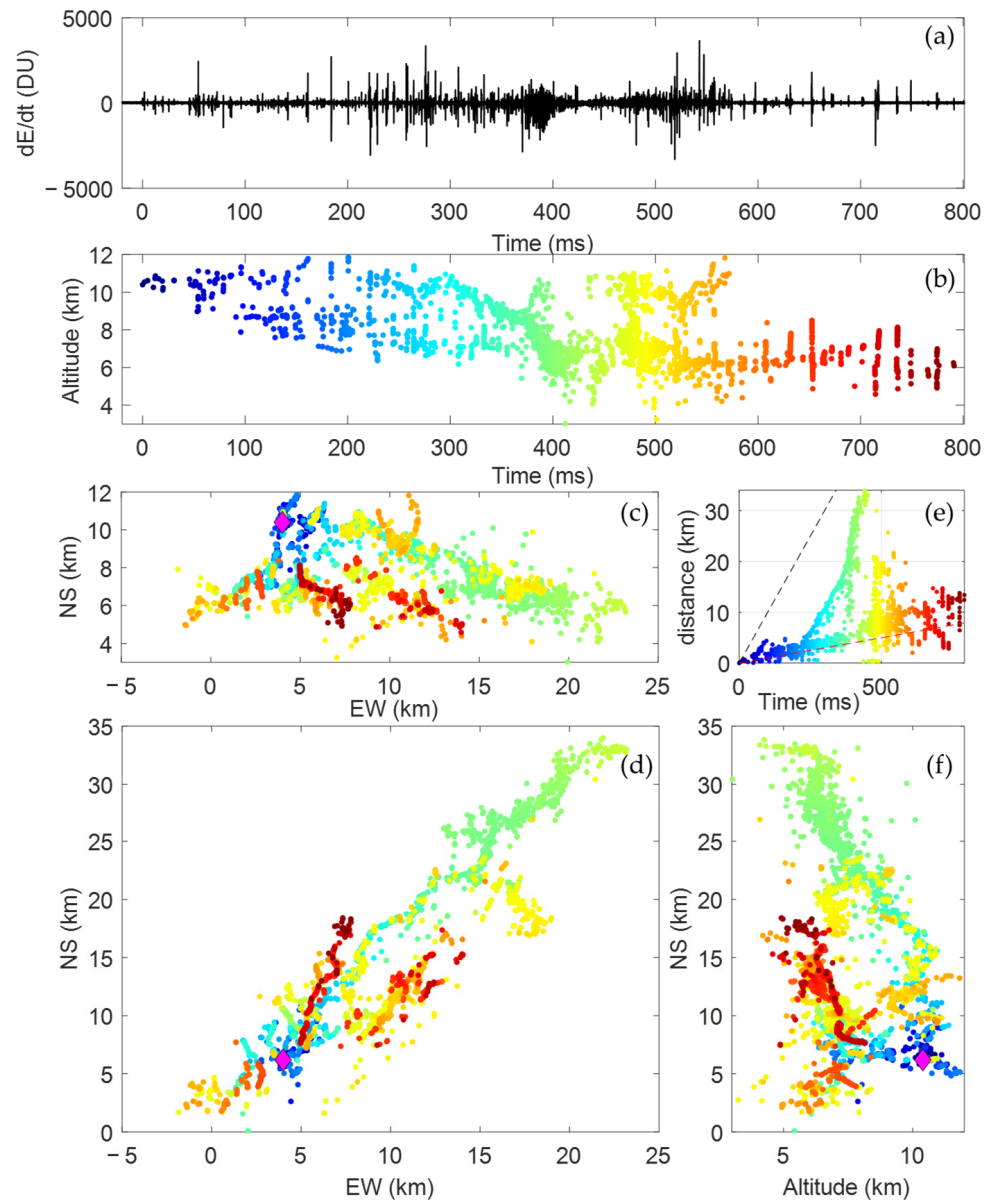 5000
(a)
dE/dt (DU)
0
−5000
0 100 200 300 400 500 600 700 800
Time (ms)
12
(b)
10
Altitude (km)
8
6
4
0 100 200 300 400 500 600 700 800
Time (ms)
12
(c)
10
NS (km)
8
6
4
−5 0 5 10 15 20 25
EW (km)
(e)
30
distance (km)
20
10
0
0 500
Time (ms)
35
(d)
30
25
NS (km)
20
15
10
5
0
−5 0 5 10 15 20 25
EW (km)
35
(f)
30
25
NS (km)
20
15
10
5
0
5 10
Altitude (km)